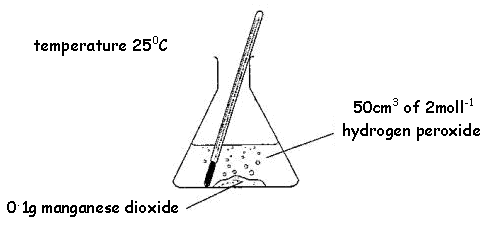 temperature 25⁰C
50cm³ of 2moll⁻¹
hydrogen peroxide
0·1g manganese dioxide